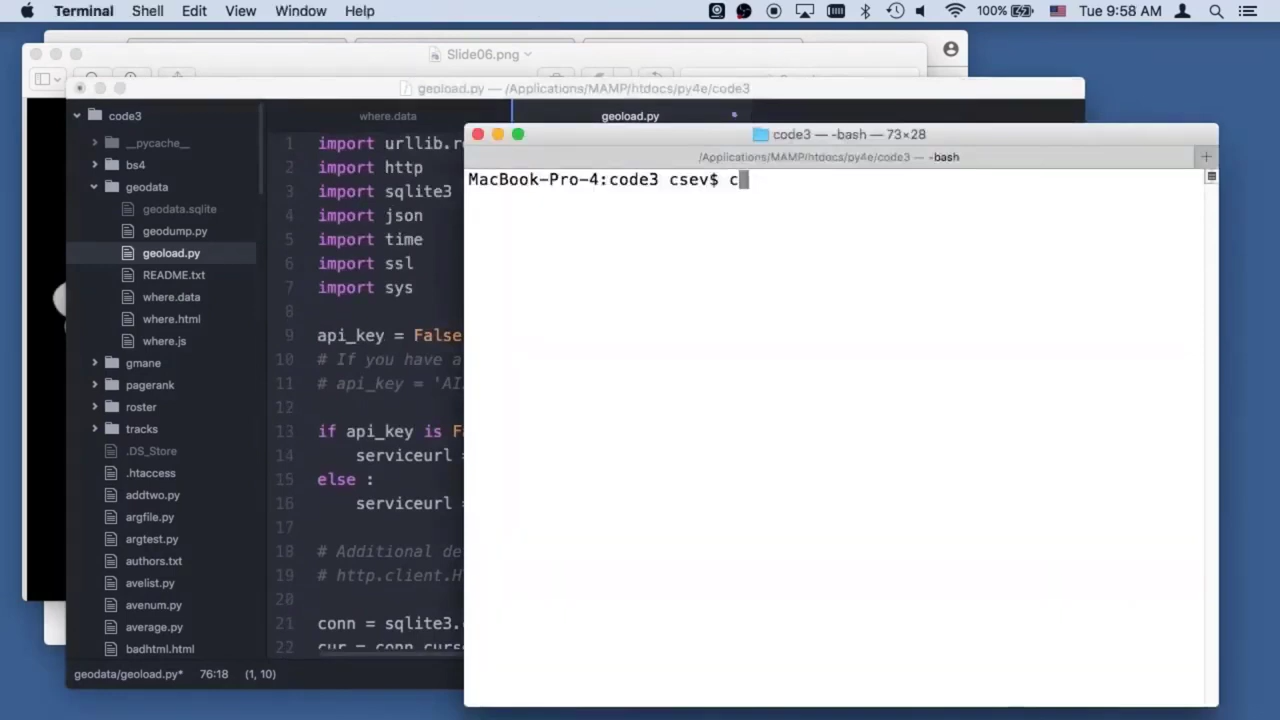 Terminal Shell Edit View Window Help 100% Tue 9:58 AM
Slide06.png
geoload.py — /Applications/MAMP/htdocs/py4e/code3
code3
where.data geoload.py
__pycache__
bs4
geodata
geodata.sqlite
geodump.py
geoload.py
README.txt
where.data
where.html
where.js
gmane
pagerank
roster
tracks
.DS_Store
.htaccess
addtwo.py
argfile.py
argtest.py
authors.txt
avelist.py
avenum.py
average.py
badhtml.html
1 import urllib.re
2 import http
3 import sqlite3
4 import json
5 import time
6 import ssl
7 import sys
8
9 api_key = False
10 # If you have a
11 # api_key = 'AI
12
13 if api_key is F
14 serviceurl =
15 else :
16 serviceurl =
17
18 # Additional de
19 # http.client.H
20
21 conn = sqlite3.
22 cur = conn.curs
geodata/geoload.py* 76:18 (1, 10)
code3 — -bash — 73×28
/Applications/MAMP/htdocs/py4e/code3 — -bash
MacBook-Pro-4:code3 csev$ c